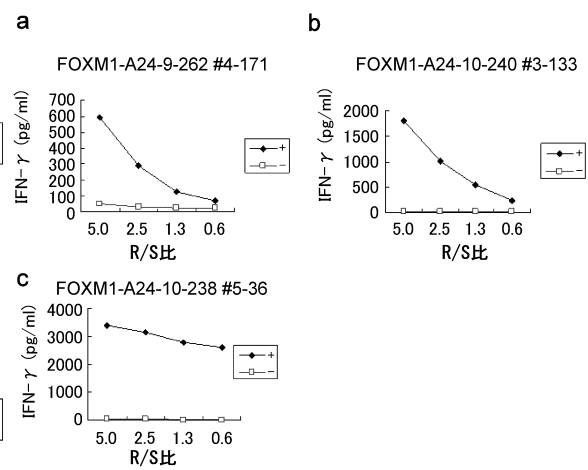 a
FOXM1-A24-9-262 #4-171
IFN-γ (pg/ml)
700
600
500
400
300
200
100
0
5.0 2.5 1.3 0.6
R/S比
+
−
b
FOXM1-A24-10-240 #3-133
IFN-γ (pg/ml)
2000
1500
1000
500
0
5.0 2.5 1.3 0.6
R/S比
+
−
c
FOXM1-A24-10-238 #5-36
IFN-γ (pg/ml)
4000
3000
2000
1000
0
5.0 2.5 1.3 0.6
R/S比
+
−